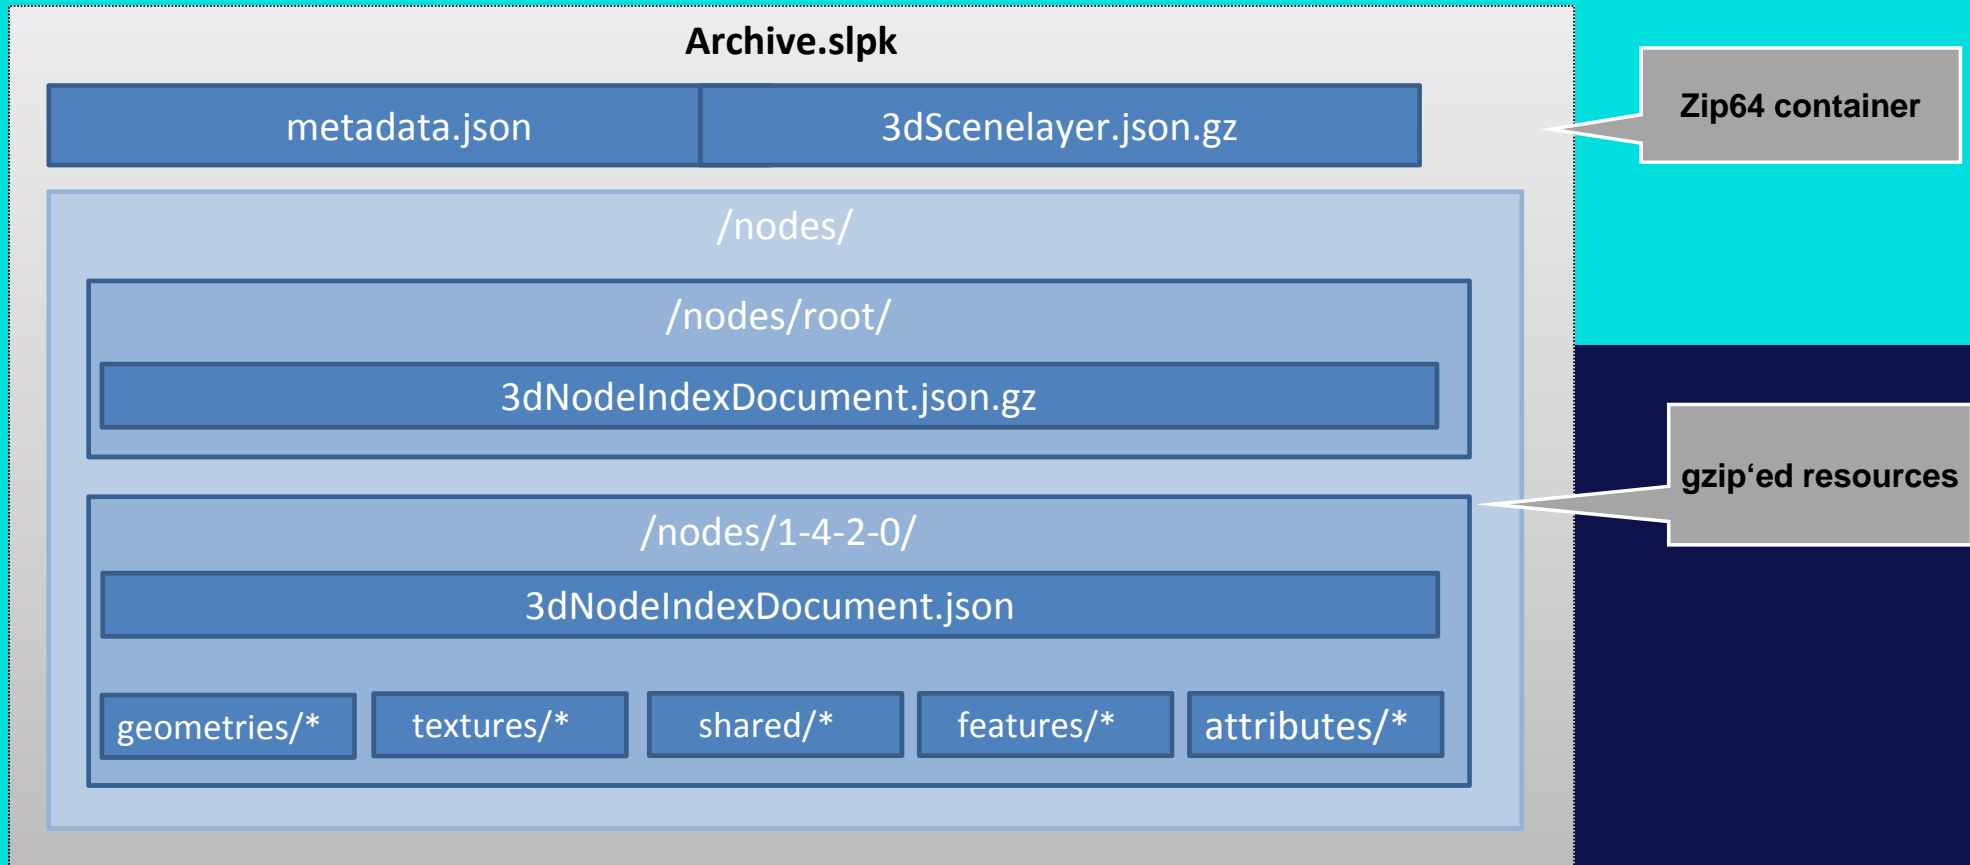 Archive.slpk
metadata.json
3dScenelayer.json.gz
Zip64 container
/nodes/
/nodes/root/
3dNodeIndexDocument.json.gz
gzip‘ed resources
/nodes/1-4-2-0/
3dNodeIndexDocument.json
geometries/*
textures/*
shared/*
features/*
attributes/*